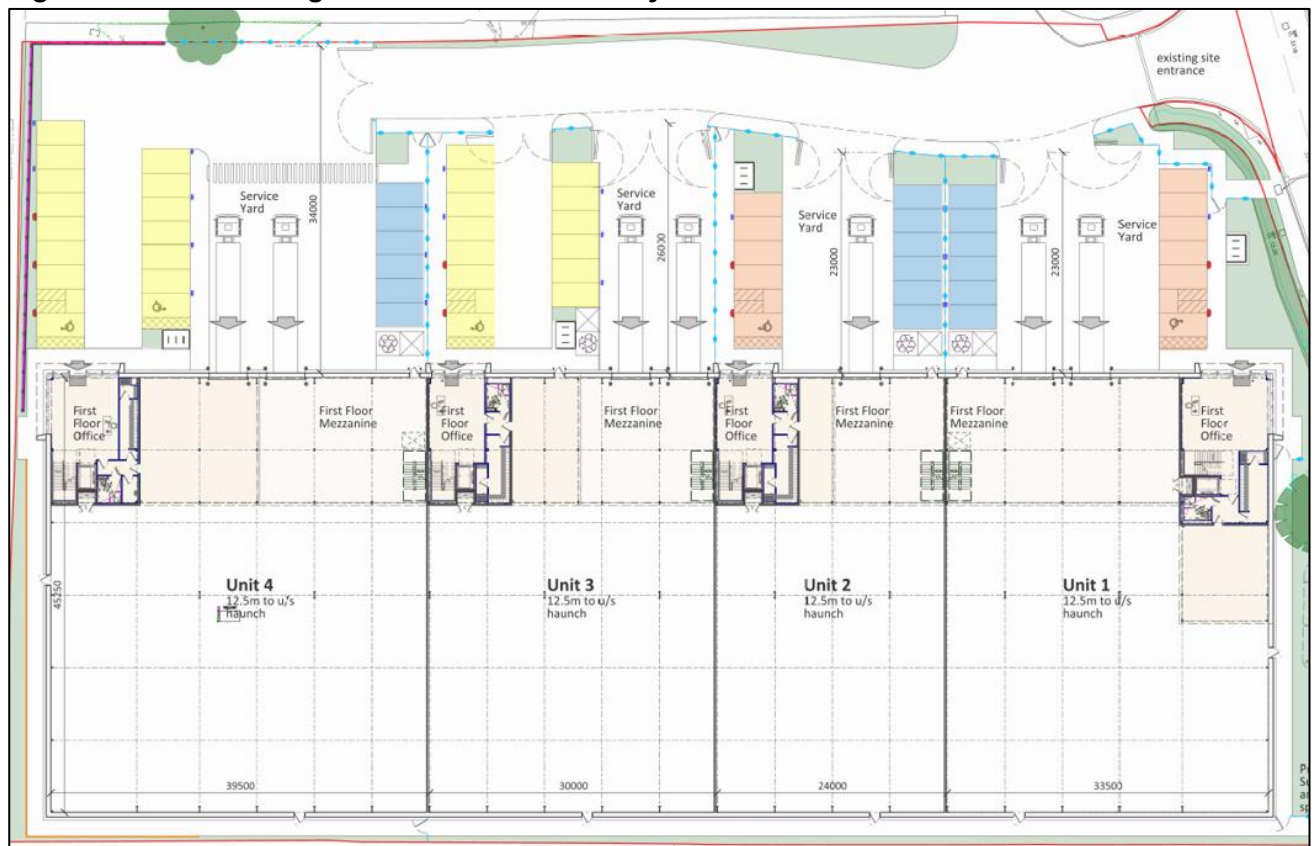 existing site
entrance
Service
Yard
34000
Service
Yard
26000
Service
Yard
23000
23000
Service
Yard
First
Floor
Office
First Floor
Mezzanine
First
Floor
Office
First Floor
Mezzanine
First
Floor
Office
First Floor
Mezzanine
First Floor
Mezzanine
First
Floor
Office
45250
Unit 4
12.5m to u/s
haunch
Unit 3
12.5m to u/s
haunch
Unit 2
12.5m to u/s
haunch
Unit 1
12.5m to u/s
haunch
39500
30000
24000
33500